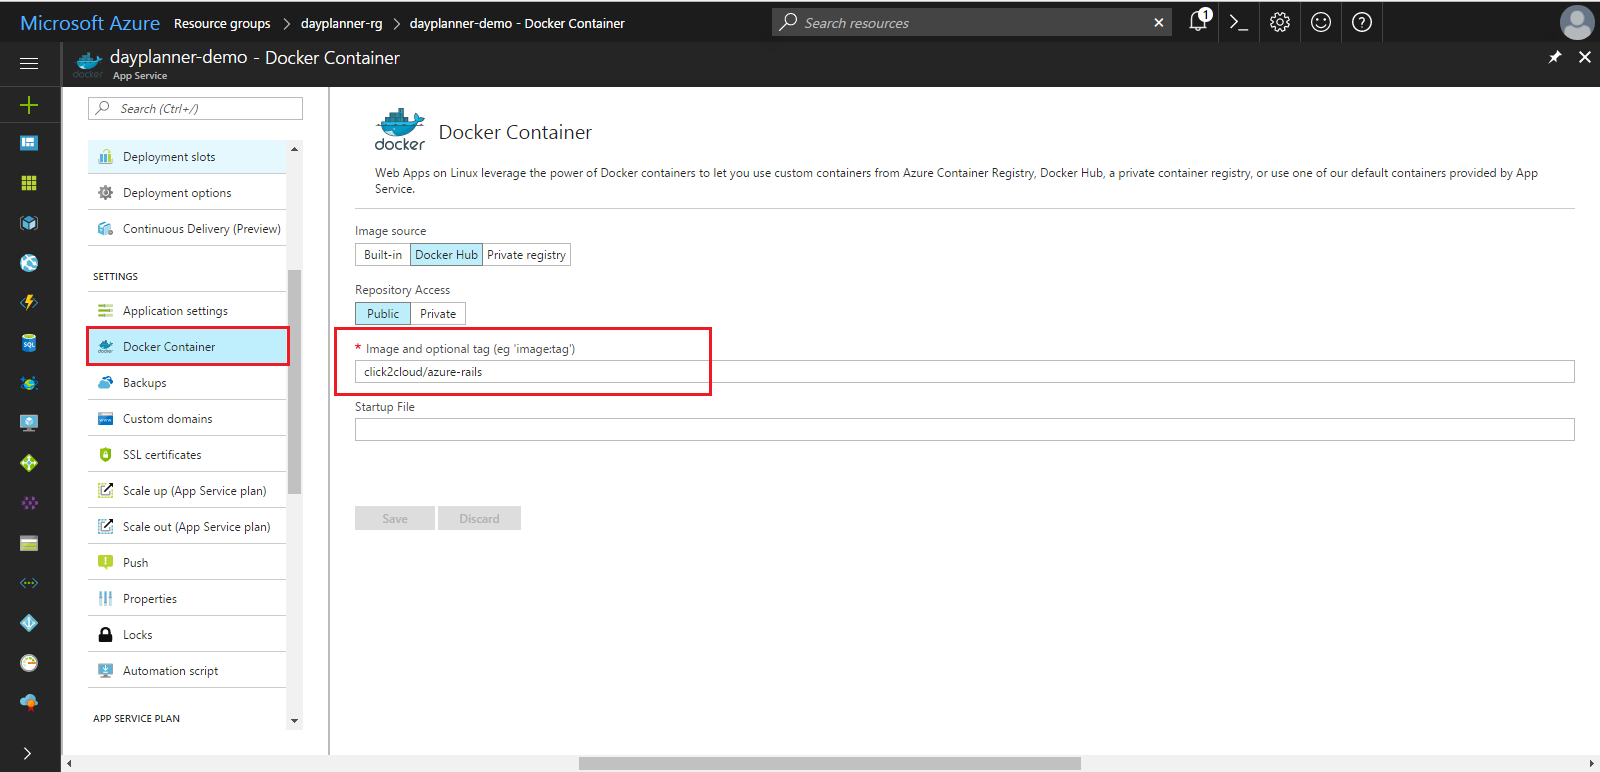 Microsoft Azure Resource groups > dayplanner-rg > dayplanner-demo - Docker Container
Search resources
1
dayplanner-demo - Docker Container
App Service
docker
Search (Ctrl+/)
Deployment slots
Deployment options
Continuous Delivery (Preview)
SETTINGS
Application settings
Docker Container
Backups
Custom domains
SSL certificates
Scale up (App Service plan)
Scale out (App Service plan)
Push
Properties
Locks
Automation script
APP SERVICE PLAN
SQL
docker
Docker Container
Web Apps on Linux leverage the power of Docker containers to let you use custom containers from Azure Container Registry, Docker Hub, a private container registry, or use one of our default containers provided by App
Service.
Image source
Built-in Docker Hub Private registry
Repository Access
Public Private
* Image and optional tag (eg 'image:tag')
click2cloud/azure-rails
Startup File
Save Discard